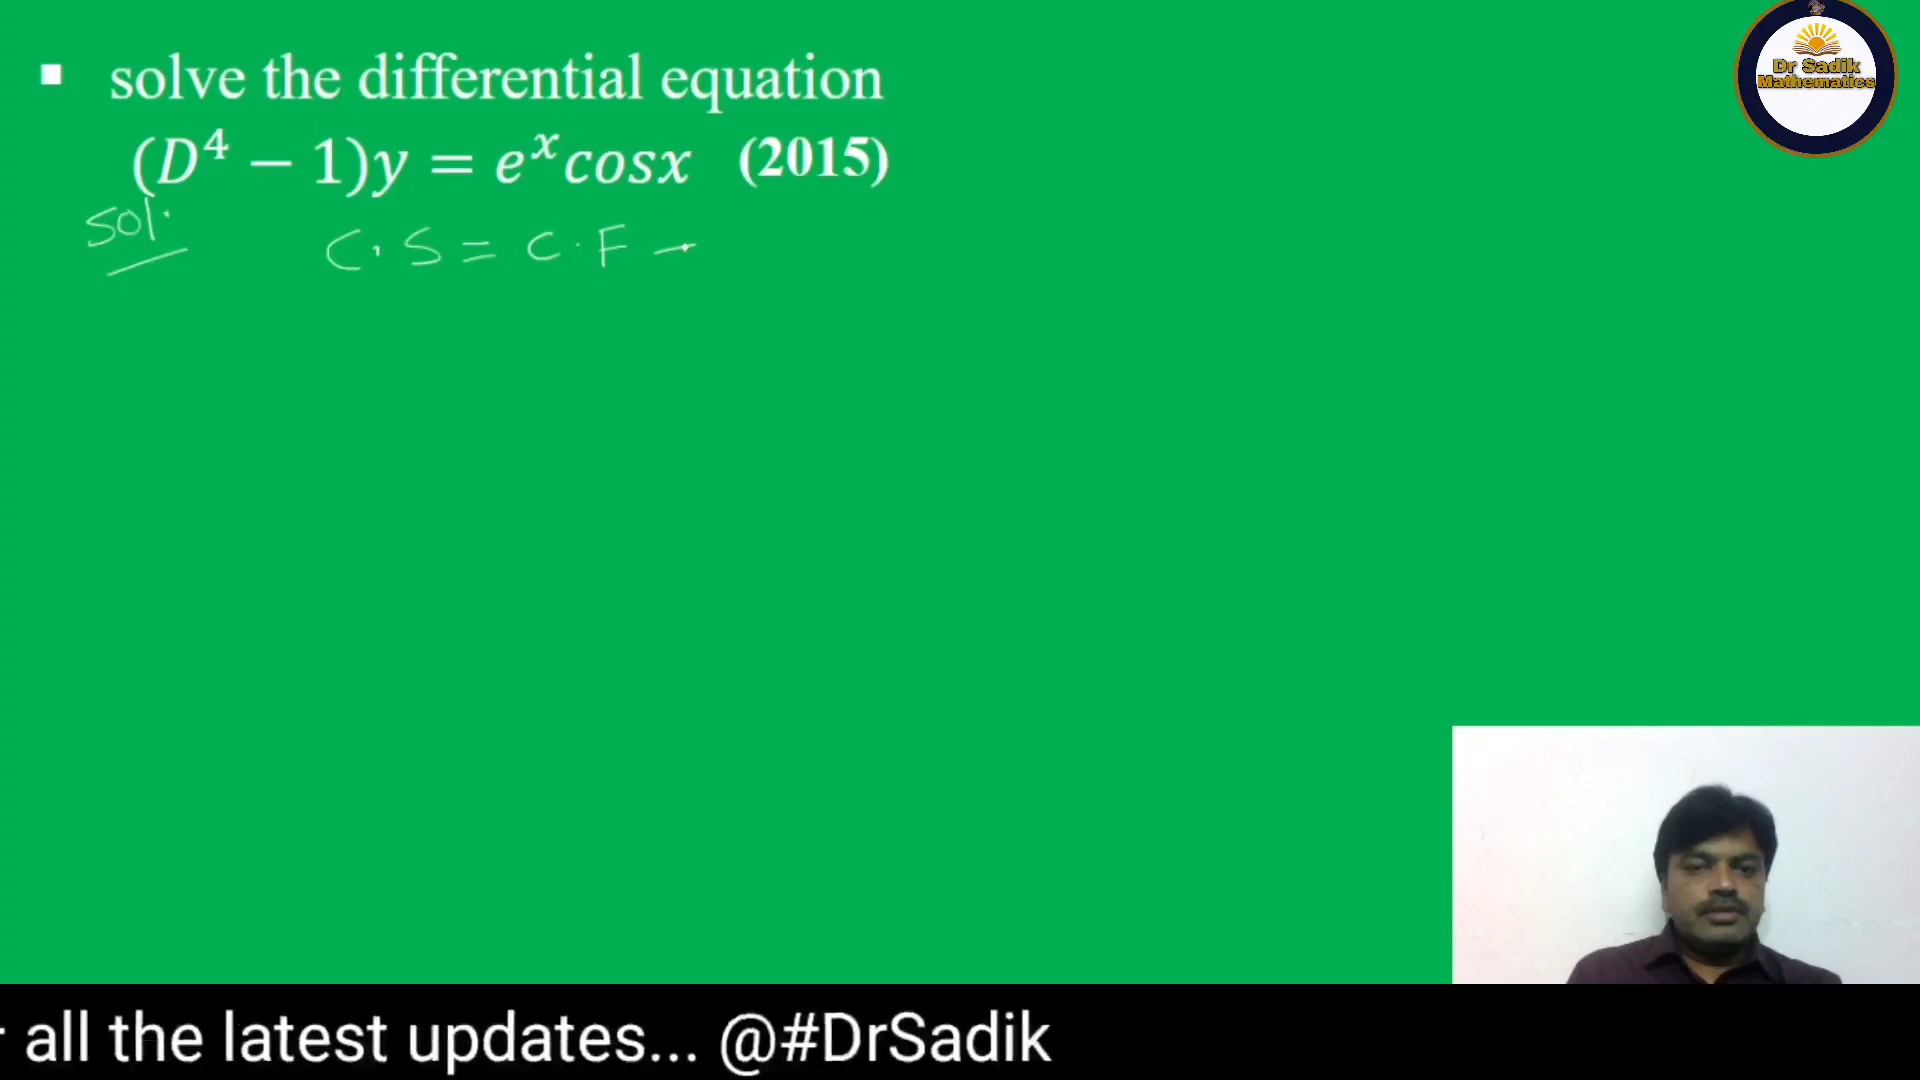 ▪ solve the differential equation
(D⁴ − 1)y = eˣcosx (2015)
Sol:
C.S = C.F -
Dr Sadik
Mathematics
all the latest updates... @#DrSadik